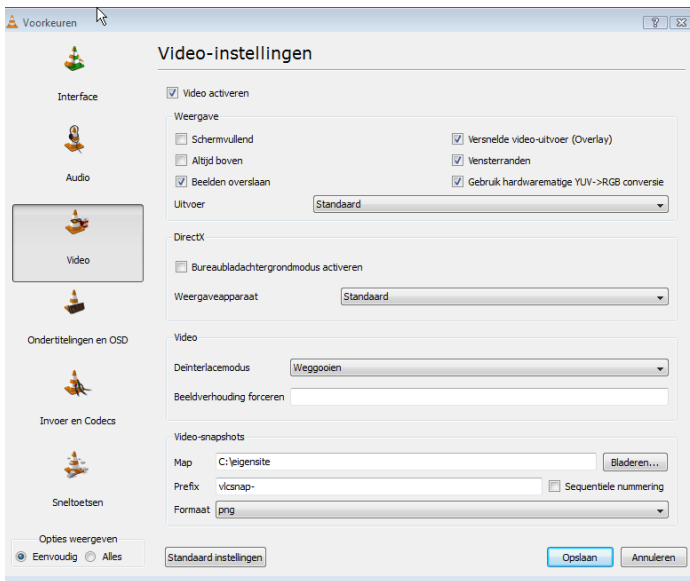 Voorkeuren
Video-instellingen
Interface
Audio
Video
Ondertitelingen en OSD
Invoer en Codecs
Sneltoetsen
Opties weergeven
Eenvoudig Alles
Video activeren
Weergave
Schermvullend
Versnelde video-uitvoer (Overlay)
Altijd boven
Vensterranden
Beelden overslaan
Gebruik hardwarematige YUV->RGB conversie
Uitvoer Standaard
DirectX
Bureaubladachtergrondmodus activeren
Weergaveapparaat Standaard
Video
Deïnterlacemodus Weggooien
Beeldverhouding forceren
Video-snapshots
Map C:\eigensite Bladeren...
Prefix vlcsnap- Sequentiele nummering
Formaat png
Standaard instellingen Opslaan Annuleren